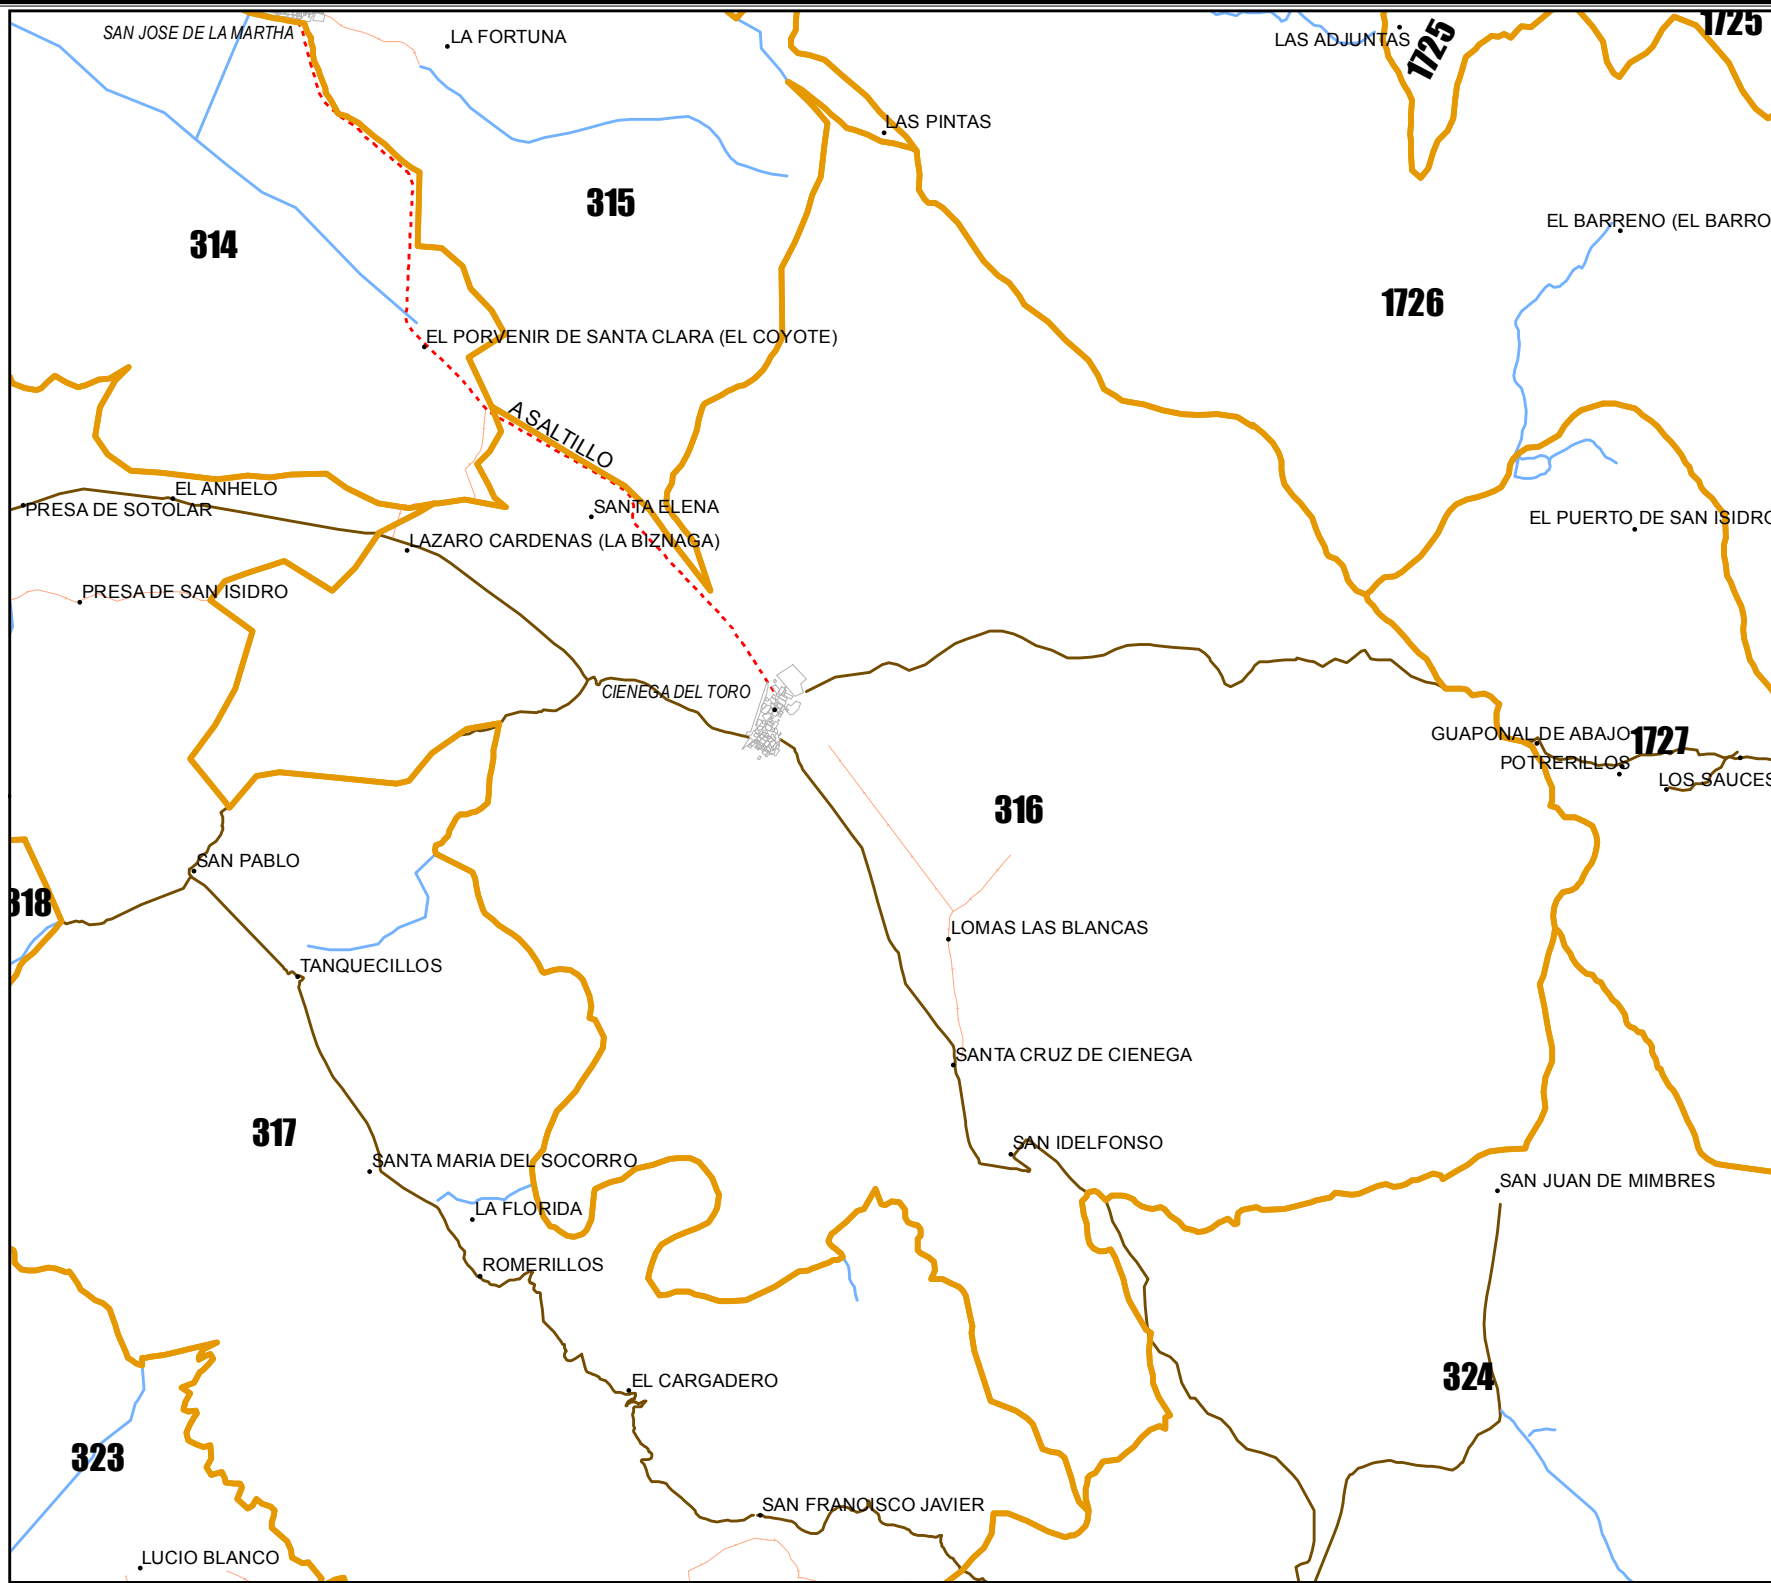 1725
SAN JOSE DE LA MARTHA
LA FORTUNA
LAS ADJUNTAS
1725
LAS PINTAS
315
EL BARRENO (EL BARRO
314
1726
EL PORVENIR DE SANTA CLARA (EL COYOTE)
A SALTILLO
EL ANHELO
PRESA DE SOTOLAR
SANTA ELENA
EL PUERTO DE SAN ISIDRO
LAZARO CARDENAS (LA BIZNAGA)
PRESA DE SAN ISIDRO
CIENEGA DEL TORO
GUAPONAL DE ABAJO
1727
POTRERILLOS
LOS SAUCES
316
SAN PABLO
318
LOMAS LAS BLANCAS
TANQUECILLOS
SANTA CRUZ DE CIENEGA
317
SAN IDELFONSO
SANTA MARIA DEL SOCORRO
SAN JUAN DE MIMBRES
LA FLORIDA
ROMERILLOS
324
EL CARGADERO
323
SAN FRANCISCO JAVIER
LUCIO BLANCO